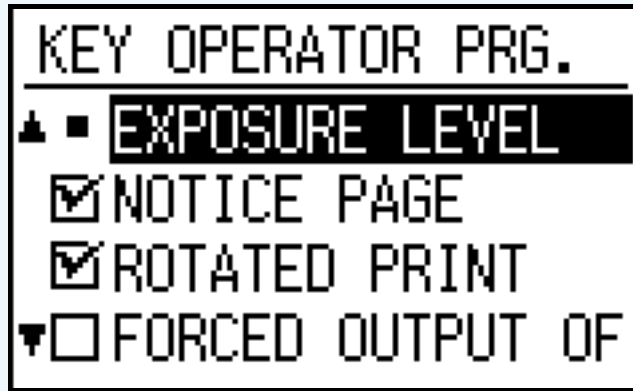 KEY OPERATOR PRG.
EXPOSURE LEVEL
NOTICE PAGE
ROTATED PRINT
FORCED OUTPUT OF